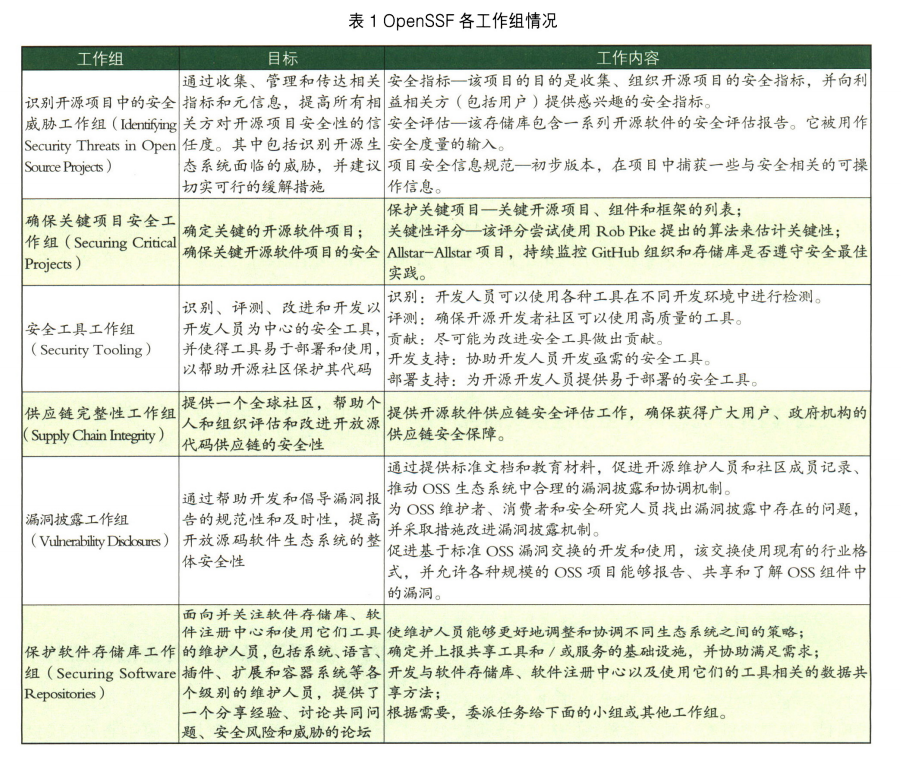 表 1 OpenSSF 各工作组情况
工作组
目标
工作内容
识别开源项目中的安全
威胁工作组（Identifying
Security Threats in Open
Source Projects）
通过收集、管理和传达相关
指标和元信息，提高所有相
关方对开源项目安全性的信
任度。其中包括识别开源生
态系统面临的威胁，并建议
切实可行的缓解措施
安全指标—该项目的目的是收集、组织开源项目的安全指标，并向利
益相关方（包括用户）提供感兴趣的安全指标。
安全评估—该存储库包含一系列开源软件的安全评估报告。它被用作
安全度量的输入。
项目安全信息规范—初步版本，在项目中捕获一些与安全相关的可操
作信息。
确保关键项目安全工
作组（Securing Critical
Projects）
确定关键的开源软件项目；
确保关键开源软件项目的安全
保护关键项目—关键开源项目、组件和框架的列表；
关键性评分—该评分尝试使用 Rob Pike 提出的算法来估计关键性；
Allstar-Allstar 项目，持续监控 GitHub 组织和存储库是否遵守安全最佳
实践。
安全工具工作组
（Security Tooling）
识别、评测、改进和开发以
开发人员为中心的安全工具，
并使得工具易于部署和使用，
以帮助开源社区保护其代码
识别：开发人员可以使用各种工具在不同开发环境中进行检测。
评测：确保开源开发者社区可以使用高质量的工具。
贡献：尽可能为改进安全工具做出贡献。
开发支持：协助开发人员开发亟需的安全工具。
部署支持：为开源开发人员提供易于部署的安全工具。
供应链完整性工作组
（Supply Chain Integrity）
提供一个全球社区，帮助个
人和组织评估和改进开放源
代码供应链的安全性
提供开源软件供应链安全评估工作，确保获得广大用户、政府机构的
供应链安全保障。
漏洞披露工作组
（Vulnerability Disclosures）
通过帮助开发和倡导漏洞报
告的规范性和及时性，提高
开放源码软件生态系统的整
体安全性
通过提供标准文档和教育材料，促进开源维护人员和社区成员记录、
推动 OSS 生态系统中合理的漏洞披露和协调机制。
为 OSS 维护者、消费者和安全研究人员找出漏洞披露中存在的问题，
并采取措施改进漏洞披露机制。
促进基于标准 OSS 漏洞交换的开发和使用，该交换使用现有的行业格
式，并允许各种规模的 OSS 项目能够报告、共享和了解 OSS 组件中
的漏洞。
保护软件存储库工作
组（Securing Software
Repositories）
面向并关注软件存储库、软
件注册中心和使用它们工具
的维护人员，包括系统、语言、
插件、扩展和容器系统等各
个级别的维护人员，提供了
一个分享经验、讨论共同问
题、安全风险和威胁的论坛
使维护人员能够更好地调整和协调不同生态系统之间的策略；
确定并上报共享工具和 / 或服务的基础设施，并协助满足需求；
开发与软件存储库、软件注册中心以及使用它们的工具相关的数据共
享方法；
根据需要，委派任务给下面的小组或其他工作组。